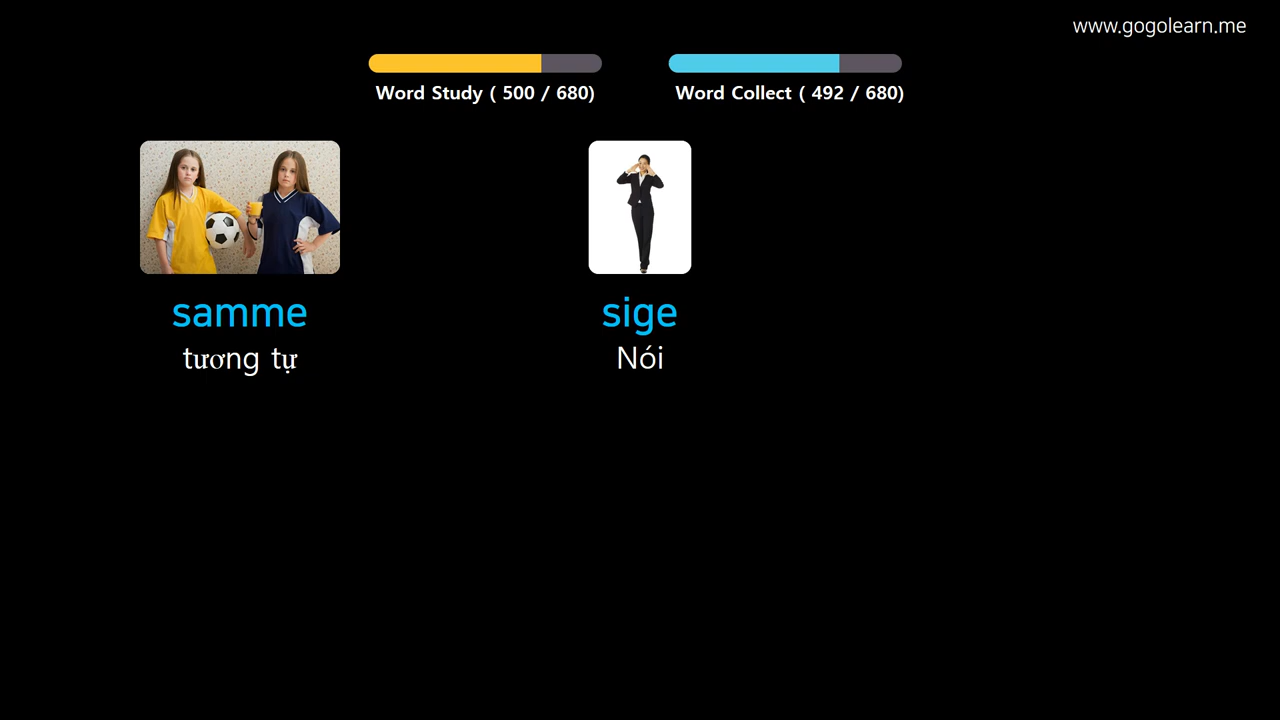 www.gogolearn.me
Word Study ( 500 / 680)
Word Collect ( 492 / 680)
samme
sige
tương tự
Nói